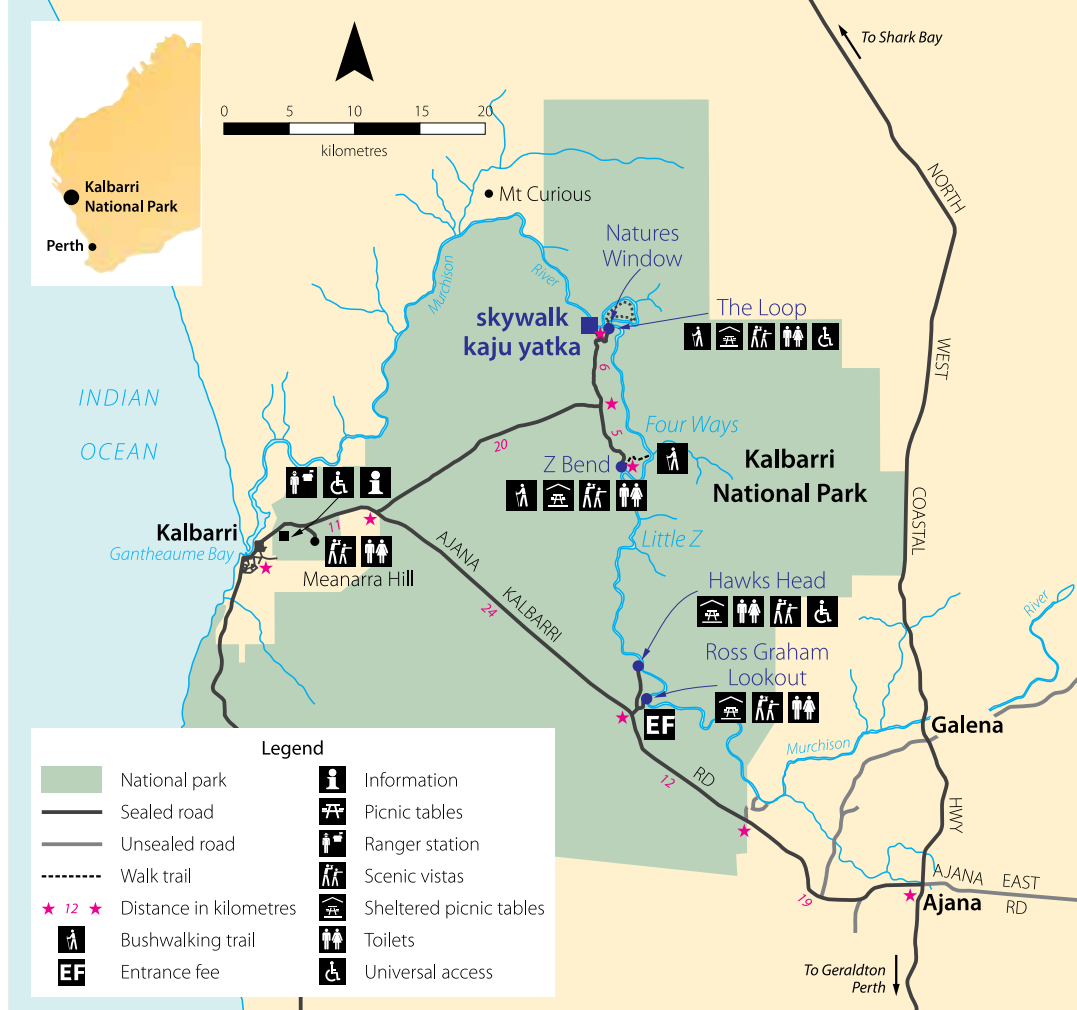 To Shark Bay
0 5 10 15 20
kilometres
Kalbarri
National Park
Perth
Mt Curious
NORTH
WEST
COASTAL
HWY
Natures
Window
Murchison
River
skywalk
kaju yatka
The Loop
6
INDIAN
OCEAN
20
5
Four Ways
Z Bend
Kalbarri
National Park
Kalbarri
Gantheaume Bay
11
Meanarra Hill
AJANA
KALBARRI
RD
24
Little Z
Hawks Head
Ross Graham
Lookout
EF
River
Murchison
Galena
12
19
AJANA EAST
RD
Ajana
To Geraldton
Perth
Legend
National park
Sealed road
Unsealed road
Walk trail
12 Distance in kilometres
Bushwalking trail
EF Entrance fee
Information
Picnic tables
Ranger station
Scenic vistas
Sheltered picnic tables
Toilets
Universal access